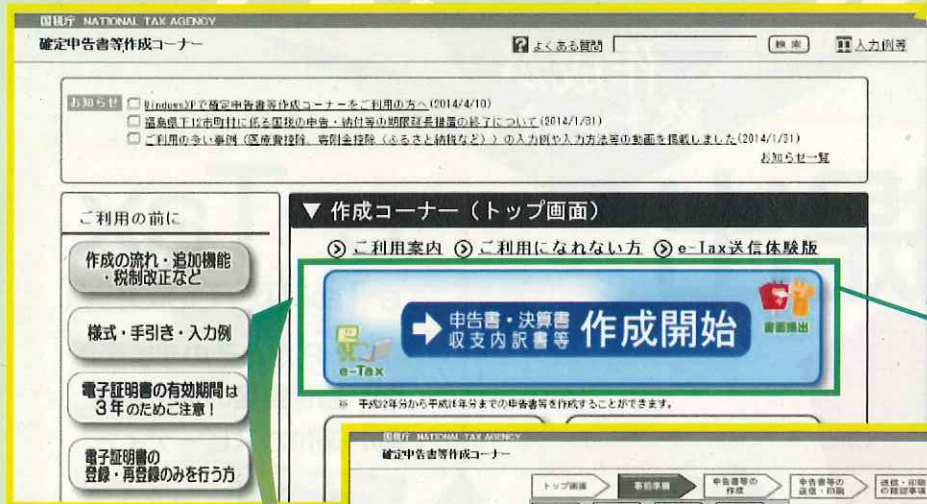 国税庁 NATIONAL TAX AGENCY
確定申告書等作成コーナー
よくある質問
検索
入力例等
お知らせ
WindowsXPで確定申告書等作成コーナーをご利用の方へ(2014/4/10)
福島県下12市町村に係る国税の申告・納付等の期限延長措置の終了について(2014/1/31)
ご利用の多い事例（医療費控除、寄附金控除（ふるさと納税など））の入力例や入力方法等の動画を掲載しました(2014/1/31)
お知らせ一覧
ご利用の前に
作成の流れ・追加機能
・税制改正など
様式・手引き・入力例
電子証明書の有効期間は
3年のためご注意！
電子証明書の
登録・再登録のみを行う方
▼ 作成コーナー（トップ画面）
ご利用案内 ご利用になれない方 e-Tax送信体験版
申告書・決算書
収支内訳書等 作成開始
e-Tax
書面提出
国税庁 NATIONAL TAX AGENCY
確定申告書等作成コーナー
トップ画面
事前準備
申告書等の
作成
申告書等の
送信・印刷
送信・印刷
の確認事項